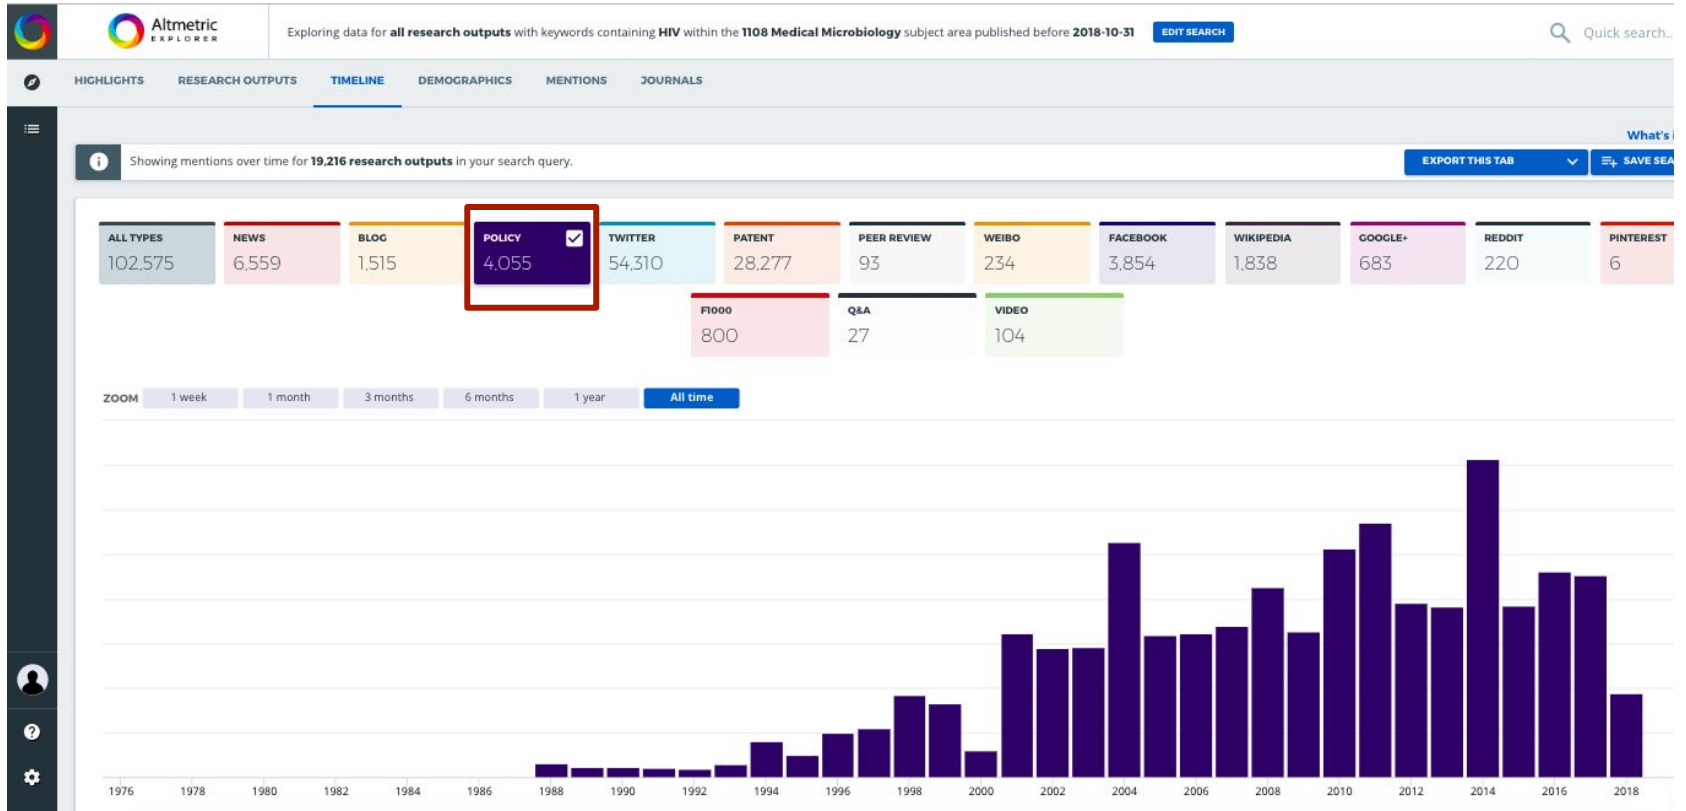 Altmetric
EXPLORER
Exploring data for all research outputs with keywords containing HIV within the 1108 Medical Microbiology subject area published before 2018-10-31
EDIT SEARCH
Quick search..
HIGHLIGHTS RESEARCH OUTPUTS TIMELINE DEMOGRAPHICS MENTIONS JOURNALS
What's i
Showing mentions over time for 19,216 research outputs in your search query.
EXPORT THIS TAB
SAVE SEA
ALL TYPES NEWS BLOG POLICY TWITTER PATENT PEER REVIEW WEIBO FACEBOOK WIKIPEDIA GOOGLE+ REDDIT PINTEREST
102,575 6,559 1,515 4,055 54,310 28,277 93 234 3,854 1,838 683 220 6
F1000 Q&A VIDEO
800 27 104
ZOOM 1 week 1 month 3 months 6 months 1 year All time
1976 1978 1980 1982 1984 1986 1988 1990 1992 1994 1996 1998 2000 2002 2004 2006 2008 2010 2012 2014 2016 2018